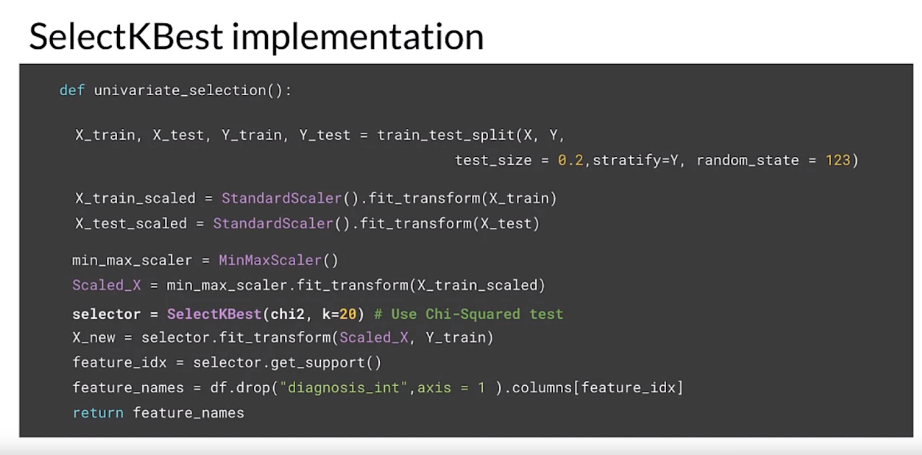 SelectKBest implementation
def univariate_selection():
X_train, X_test, Y_train, Y_test = train_test_split(X, Y,
test_size = 0.2,stratify=Y, random_state = 123)
X_train_scaled = StandardScaler().fit_transform(X_train)
X_test_scaled = StandardScaler().fit_transform(X_test)
min_max_scaler = MinMaxScaler()
Scaled_X = min_max_scaler.fit_transform(X_train_scaled)
selector = SelectKBest(chi2, k=20) # Use Chi-Squared test
X_new = selector.fit_transform(Scaled_X, Y_train)
feature_idx = selector.get_support()
feature_names = df.drop("diagnosis_int",axis = 1 ).columns[feature_idx]
return feature_names